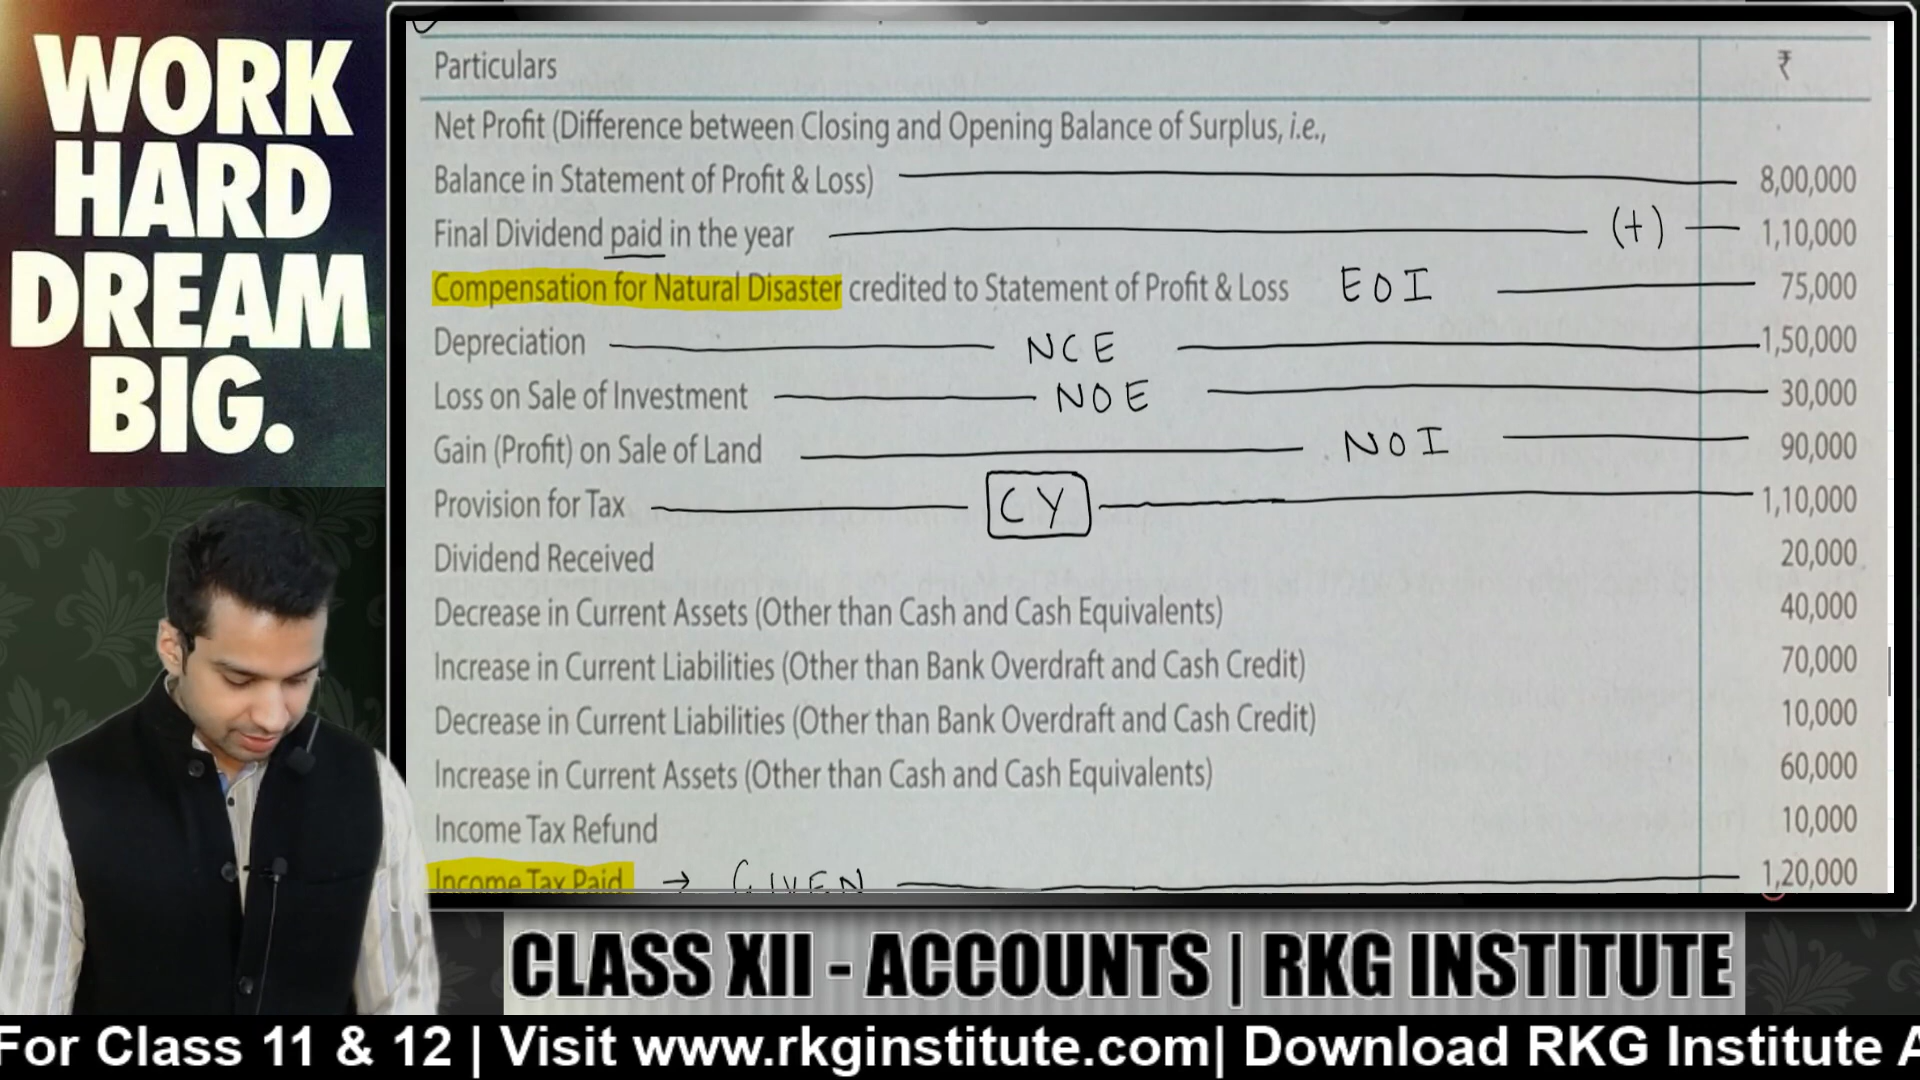 WORK
HARD
DREAM
BIG.
Particulars ₹
Net Profit (Difference between Closing and Opening Balance of Surplus, i.e.,
Balance in Statement of Profit & Loss) 8,00,000
Final Dividend paid in the year (+) 1,10,000
Compensation for Natural Disaster credited to Statement of Profit & Loss EOI 75,000
Depreciation NCE 1,50,000
Loss on Sale of Investment NOE 30,000
Gain (Profit) on Sale of Land NOI 90,000
Provision for Tax CY 1,10,000
Dividend Received 20,000
Decrease in Current Assets (Other than Cash and Cash Equivalents) 40,000
Increase in Current Liabilities (Other than Bank Overdraft and Cash Credit) 70,000
Decrease in Current Liabilities (Other than Bank Overdraft and Cash Credit) 10,000
Increase in Current Assets (Other than Cash and Cash Equivalents) 60,000
Income Tax Refund 10,000
Income Tax Paid → GIVEN 1,20,000
CLASS XII - ACCOUNTS | RKG INSTITUTE
For Class 11 & 12 | Visit www.rkginstitute.com| Download RKG Institute A